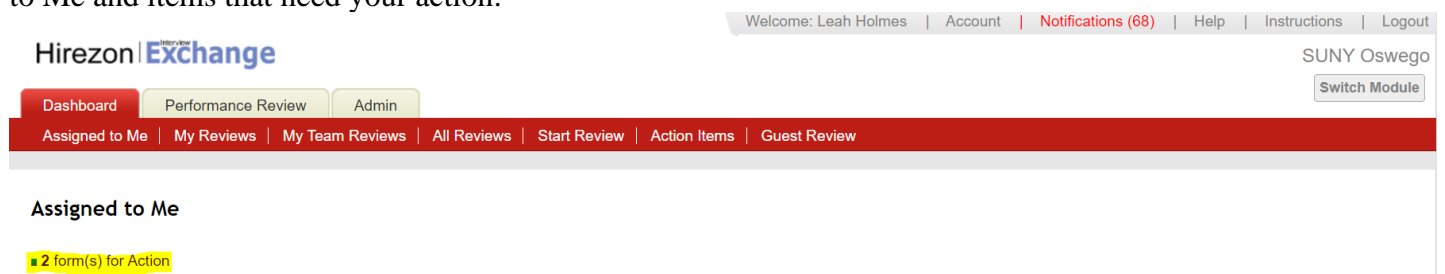 to Me and items that need your action.
Welcome: Leah Holmes | Account | Notifications (68) | Help | Instructions | Logout
Hirezon Interview Exchange
SUNY Oswego
Switch Module
Dashboard Performance Review Admin
Assigned to Me | My Reviews | My Team Reviews | All Reviews | Start Review | Action Items | Guest Review
Assigned to Me
2 form(s) for Action